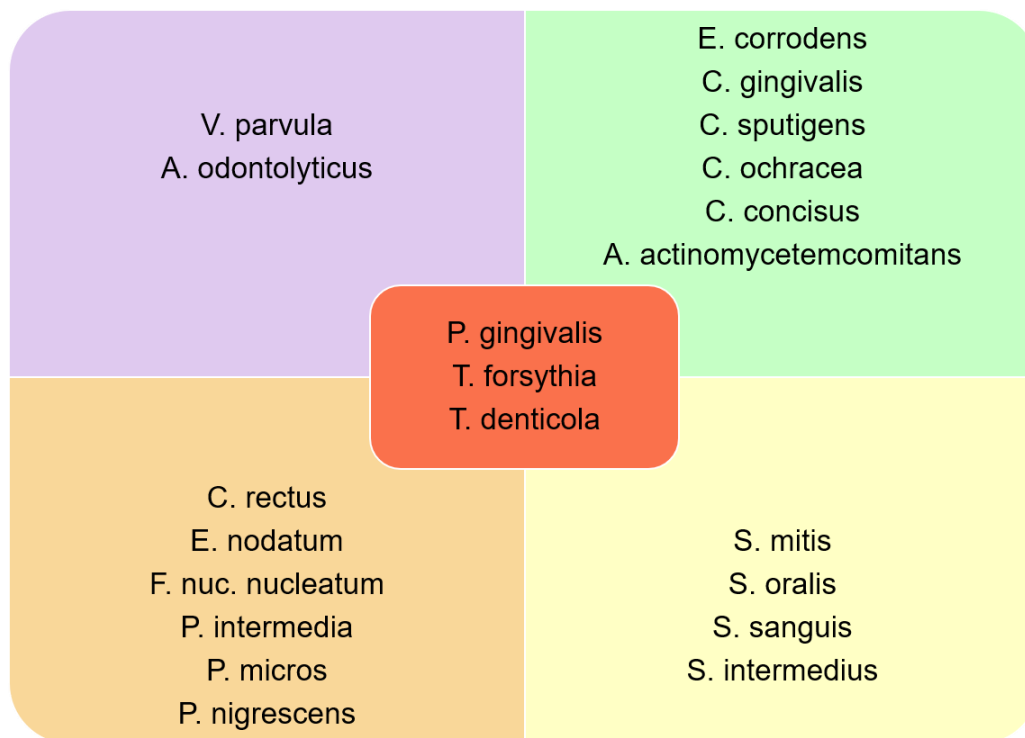 V. parvula
A. odontolyticus
E. corrodens
C. gingivalis
C. sputigens
C. ochracea
C. concisus
A. actinomycetemcomitans
P. gingivalis
T. forsythia
T. denticola
C. rectus
E. nodatum
F. nuc. nucleatum
P. intermedia
P. micros
P. nigrescens
S. mitis
S. oralis
S. sanguis
S. intermedius